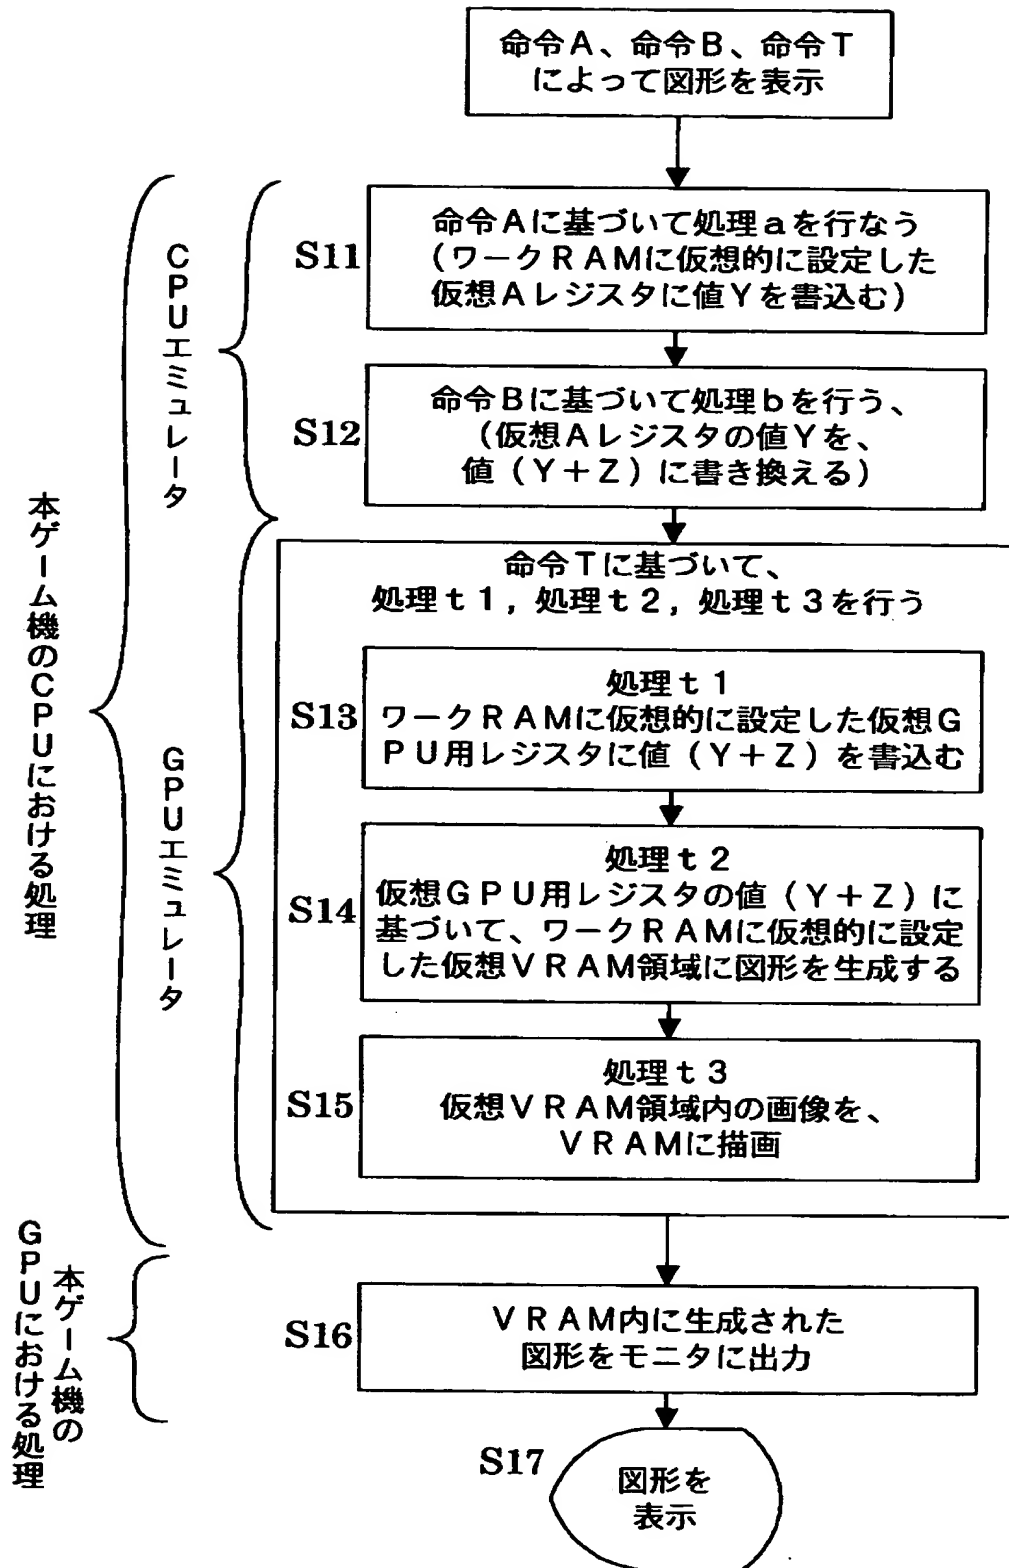 命令A、命令B、命令T
によって図形を表示
本ゲーム機のCPUにおける処理
CPUエミュレータ
S11
命令Aに基づいて処理aを行なう
(ワークRAMに仮想的に設定した
仮想Aレジスタに値Yを書込む)
S12
命令Bに基づいて処理bを行う、
(仮想Aレジスタの値Yを、
値(Y+Z)に書き換える)
GPUエミュレータ
命令Tに基づいて、
処理t1,処理t2,処理t3を行う
S13
処理t1
ワークRAMに仮想的に設定した仮想G
PU用レジスタに値(Y+Z)を書込む
S14
処理t2
仮想GPU用レジスタの値(Y+Z)に
基づいて、ワークRAMに仮想的に設定
した仮想VRAM領域に図形を生成する
S15
処理t3
仮想VRAM領域内の画像を、
VRAMに描画
本ゲーム機の
GPUにおける処理
S16
VRAM内に生成された
図形をモニタに出力
S17
図形を
表示